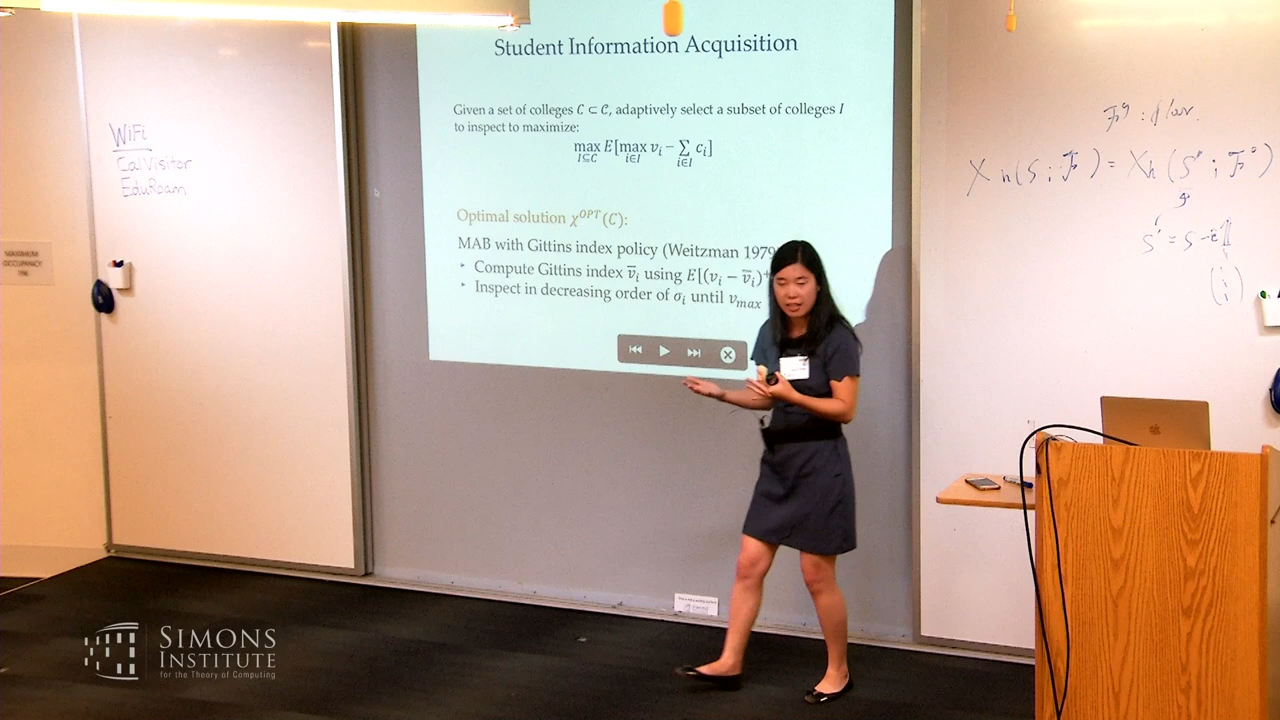 Student Information Acquisition
Given a set of colleges C ⊂ 𝒞, adaptively select a subset of colleges I
to inspect to maximize:
max E[max v_i − ∑ c_i]
I⊆C i∈I i∈I
Optimal solution χ^OPT(C):
MAB with Gittins index policy (Weitzman 1979
‣ Compute Gittins index v̅_i using E[(v_i − v̅_i)⁺
‣ Inspect in decreasing order of σ_i until v_max
WiFi
CalVisitor
EduRoam
MAXIMUM
OCCUPANCY
SIMONS
INSTITUTE
for the Theory of Computing